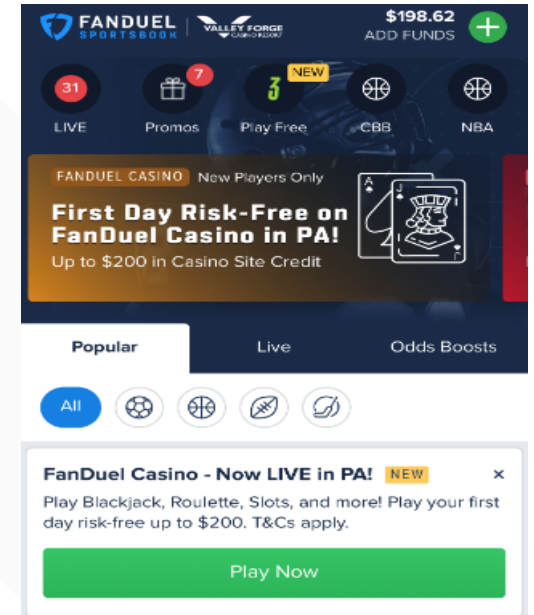 FANDUEL
SPORTSBOOK
VALLEY FORGE
CASINO RESORT
$198.62
ADD FUNDS
31
7
NEW
LIVE
Promos
Play Free
CBB
NBA
FANDUEL CASINO New Players Only
First Day Risk-Free on
FanDuel Casino in PA!
Up to $200 in Casino Site Credit
A
J
Popular
Live
Odds Boosts
All
FanDuel Casino - Now LIVE in PA! NEW
Play Blackjack, Roulette, Slots, and more! Play your first
day risk-free up to $200. T&Cs apply.
Play Now